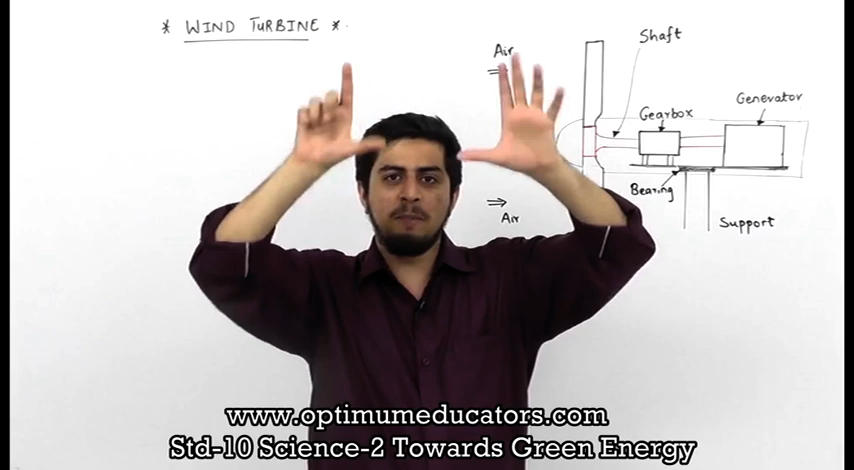 * WIND TURBINE *
Air
Shaft
Gearbox
Generator
Bearing
Air
Support
www.optimumeducators.com
Std-10 Science-2 Towards Green Energy